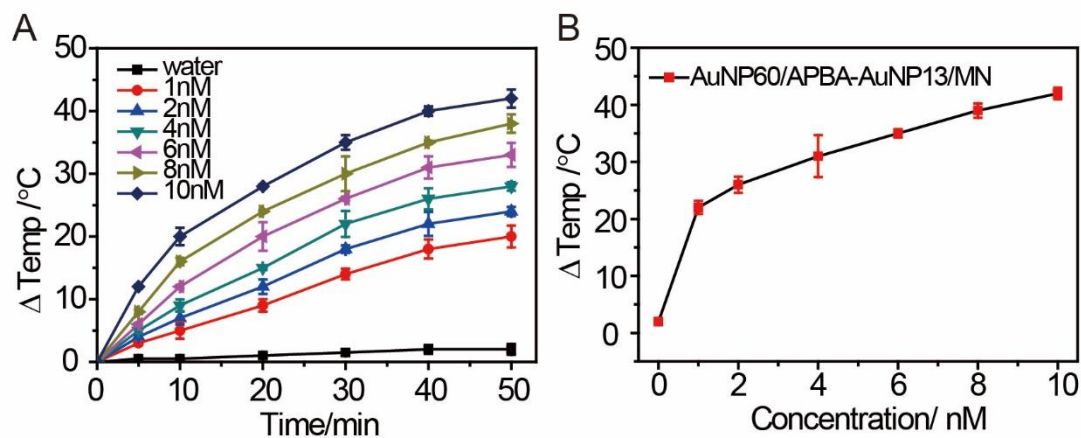 A
50
40
30
20
10
0
Δ Temp /°C
water
1nM
2nM
4nM
6nM
8nM
10nM
0 10 20 30 40 50
Time/min
B
50
40
30
20
10
0
Δ Temp /°C
AuNP60/APBA-AuNP13/MN
0 2 4 6 8 10
Concentration/ nM